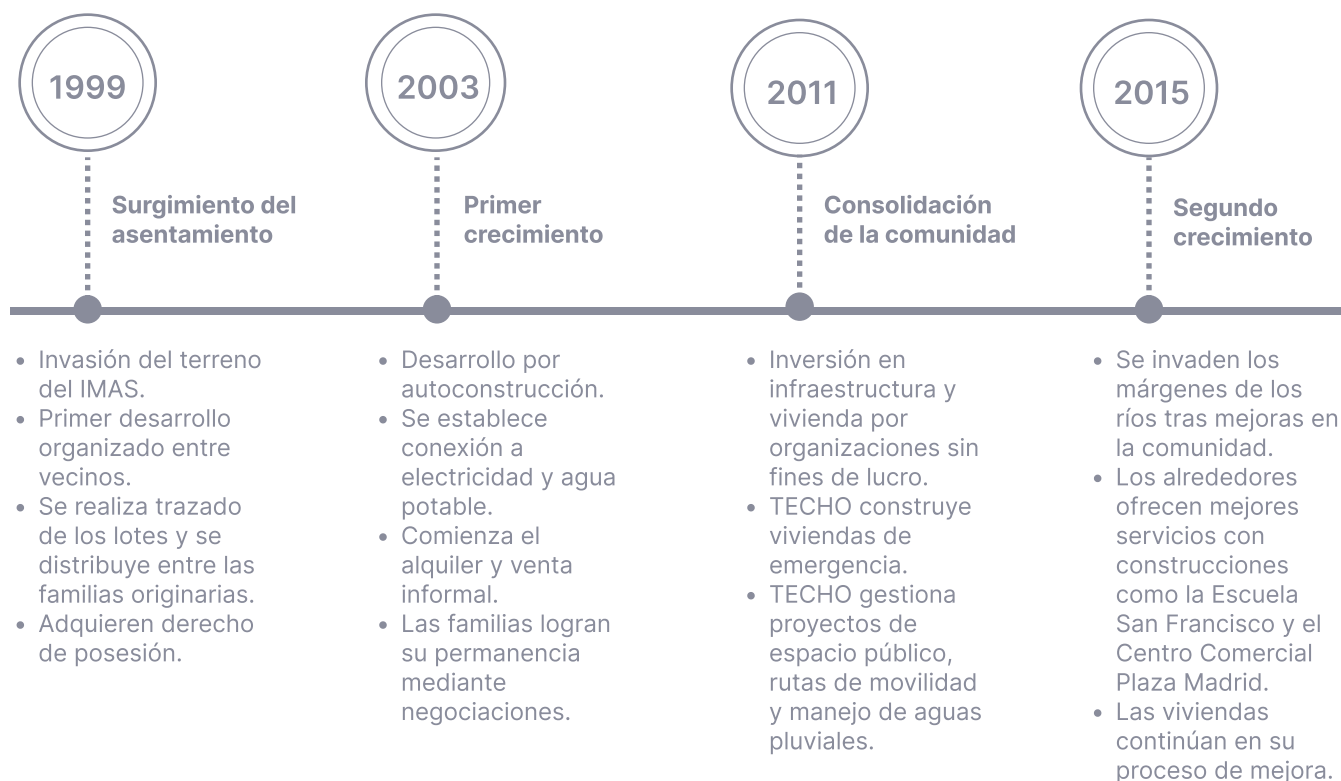 1999
Surgimiento del
asentamiento
• Invasión del terreno
del IMAS.
• Primer desarrollo
organizado entre
vecinos.
• Se realiza trazado
de los lotes y se
distribuye entre las
familias originarias.
• Adquieren derecho
de posesión.
2003
Primer
crecimiento
• Desarrollo por
autoconstrucción.
• Se establece
conexión a
electricidad y agua
potable.
• Comienza el
alquiler y venta
informal.
• Las familias logran
su permanencia
mediante
negociaciones.
2011
Consolidación
de la comunidad
• Inversión en
infraestructura y
vivienda por
organizaciones sin
fines de lucro.
• TECHO construye
viviendas de
emergencia.
• TECHO gestiona
proyectos de
espacio público,
rutas de movilidad
y manejo de aguas
pluviales.
2015
Segundo
crecimiento
• Se invaden los
márgenes de los
ríos tras mejoras en
la comunidad.
• Los alrededores
ofrecen mejores
servicios con
construcciones
como la Escuela
San Francisco y el
Centro Comercial
Plaza Madrid.
• Las viviendas
continúan en su
proceso de mejora.